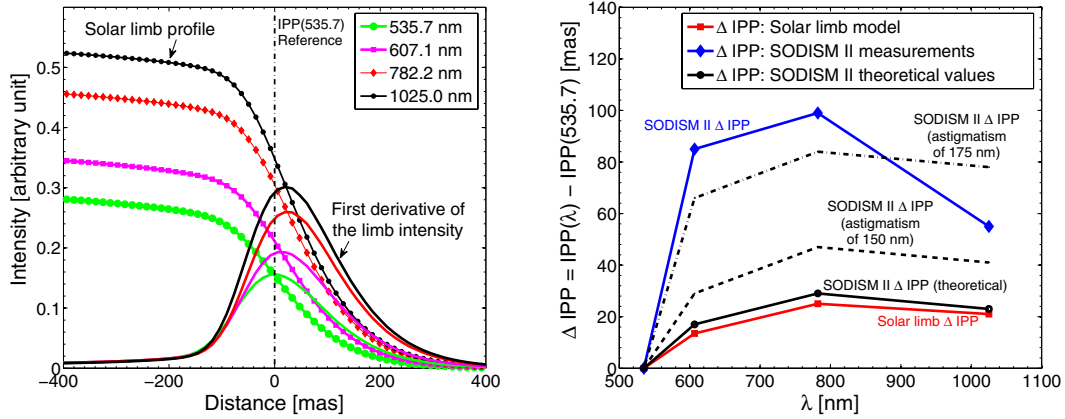 Solar limb profile
IPP(535.7)
Reference
535.7 nm
607.1 nm
782.2 nm
1025.0 nm
First derivative of
the limb intensity
Intensity [arbitrary unit]
0.5
0.4
0.3
0.2
0.1
0
−400
−200
0
200
400
Distance [mas]
Δ IPP: Solar limb model
Δ IPP: SODISM II measurements
Δ IPP: SODISM II theoretical values
SODISM II Δ IPP
SODISM II Δ IPP
(astigmatism
of 175 nm)
SODISM II Δ IPP
(astigmatism
of 150 nm)
SODISM II Δ IPP (theoretical)
Solar limb Δ IPP
Δ IPP = IPP(λ) − IPP(535.7) [mas]
140
120
100
80
60
40
20
0
500
600
700
800
900
1000
1100
λ [nm]